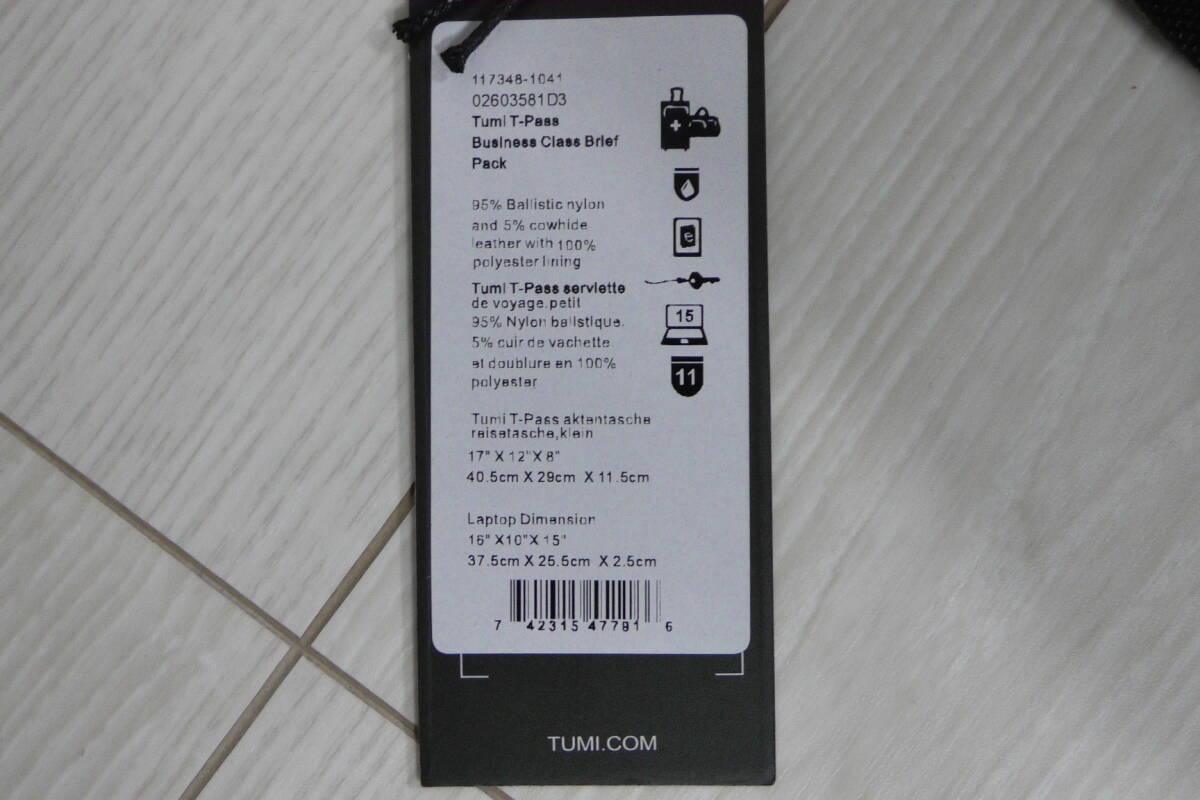 117348-1041
02603581D3
Tumi T-Pass
Business Class Brief
Pack
95% Ballistic nylon
and 5% cowhide
leather with 100%
polyester lining
Tumi T-Pass serviette
de voyage,petit
95% Nylon balistique.
5% cuir de vachette.
et doublure en 100%
polyester
Tumi T-Pass aktentasche
reisetasche,klein
17" X 12"X 8"
40.5cm X 29cm X 11.5cm
Laptop Dimension
16" X10"X 15"
37.5cm X 25.5cm X 2.5cm
7 42315 47791 6
e
15
11
TUMI.COM